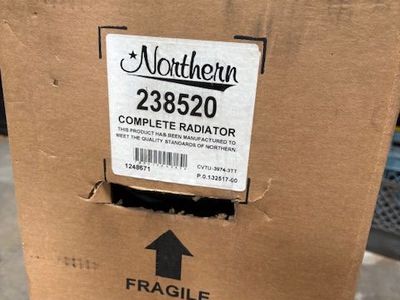 Northern
238520
COMPLETE RADIATOR
THIS PRODUCT HAS BEEN MANUFACTURED TO
MEET THE QUALITY STANDARDS OF NORTHERN.
1248671
CVTU-3974-3T1
P.O.132517-00
FRAGILE